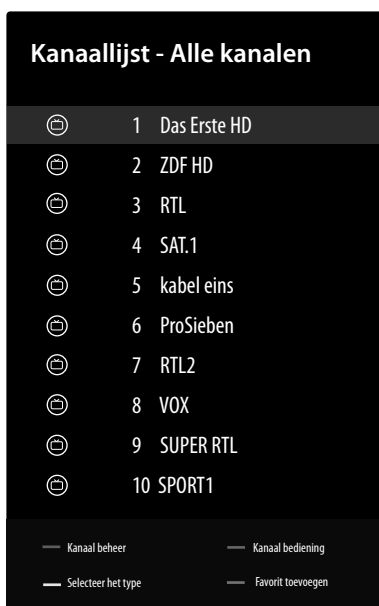 Kanaallijst - Alle kanalen
1 Das Erste HD
2 ZDF HD
3 RTL
4 SAT.1
5 kabel eins
6 ProSieben
7 RTL2
8 VOX
9 SUPER RTL
10 SPORT1
Kanaal beheer Kanaal bediening
Selecteer het type Favorit toevoegen